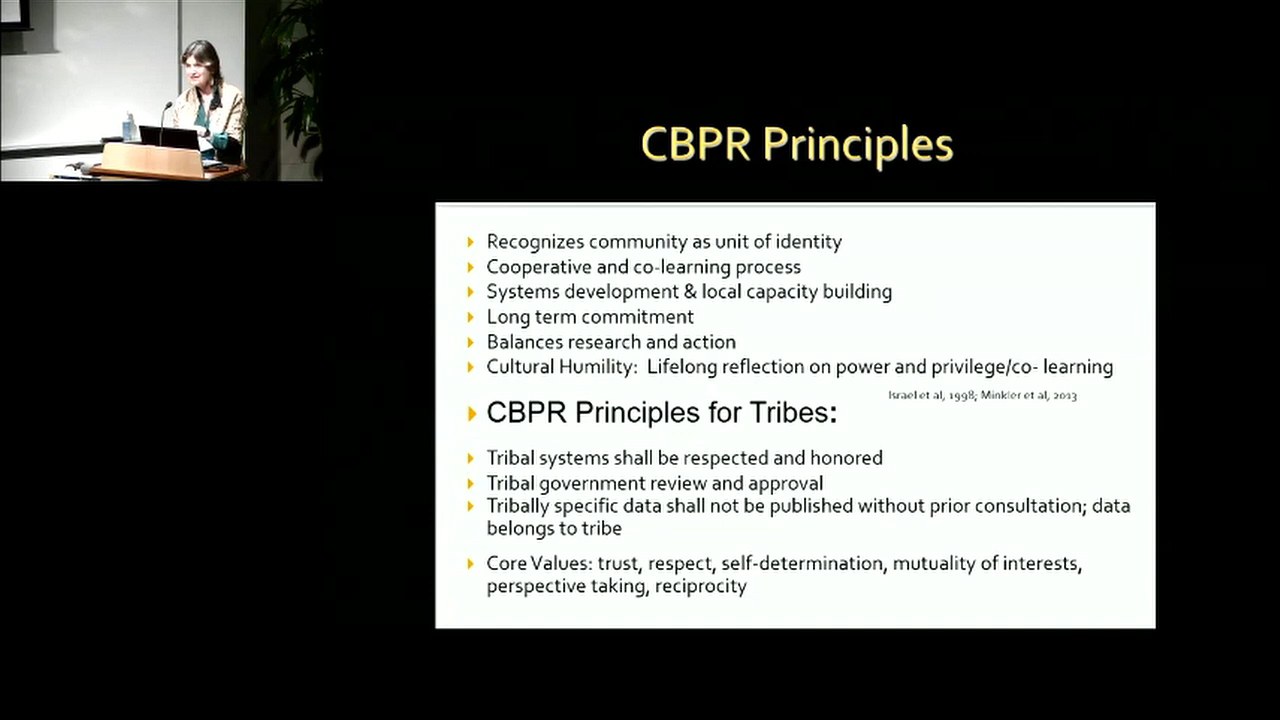 CBPR Principles
Recognizes community as unit of identity
Cooperative and co-learning process
Systems development & local capacity building
Long term commitment
Balances research and action
Cultural Humility: Lifelong reflection on power and privilege/co- learning
Israel et al, 1998; Minkler et al, 2013
CBPR Principles for Tribes:
Tribal systems shall be respected and honored
Tribal government review and approval
Tribally specific data shall not be published without prior consultation; data
belongs to tribe
Core Values: trust, respect, self-determination, mutuality of interests,
perspective taking, reciprocity